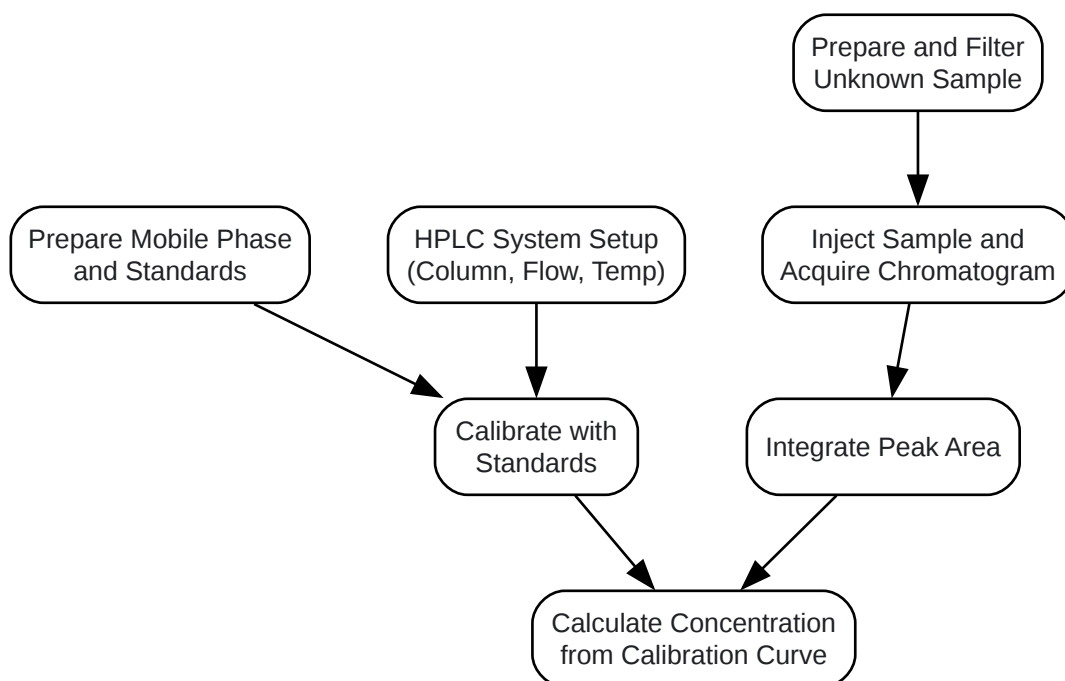 Prepare and Filter
Unknown Sample
Prepare Mobile Phase
and Standards
HPLC System Setup
(Column, Flow, Temp)
Inject Sample and
Acquire Chromatogram
Calibrate with
Standards
Integrate Peak Area
Calculate Concentration
from Calibration Curve